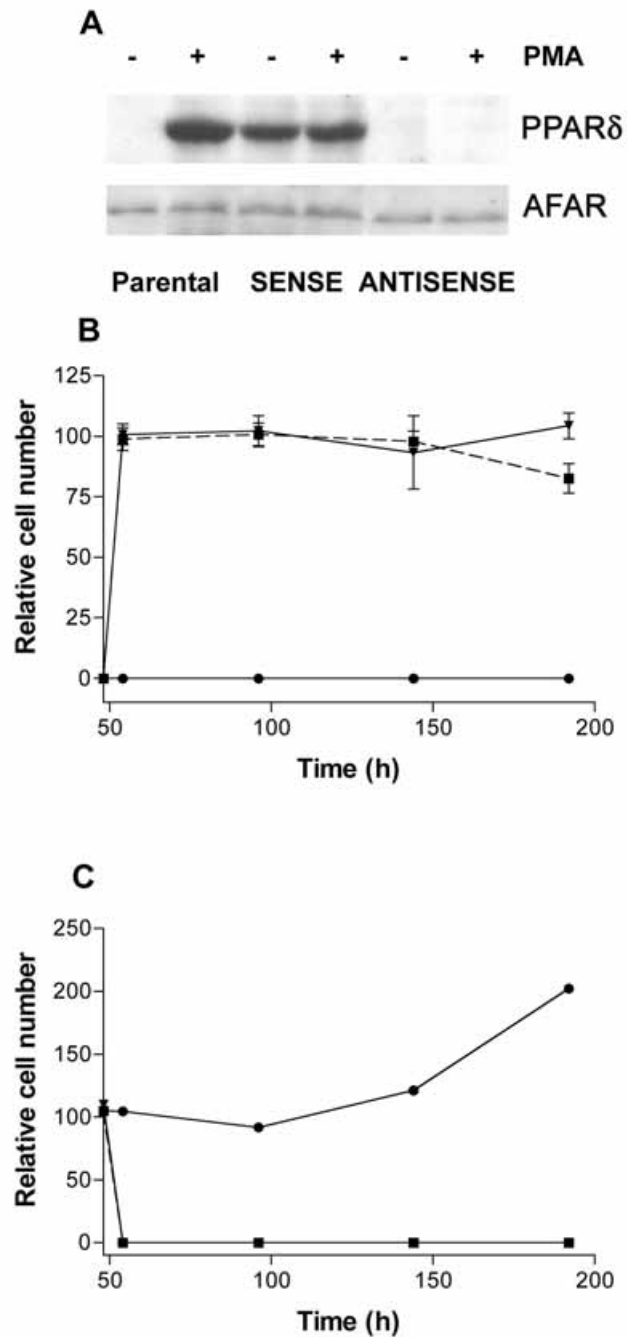 A
- + - + - + PMA
PPARδ
AFAR
Parental SENSE ANTISENSE
B
125
100
75
50
25
0
Relative cell number
50 100 150 200
Time (h)
C
250
200
150
100
50
0
Relative cell number
50 100 150 200
Time (h)